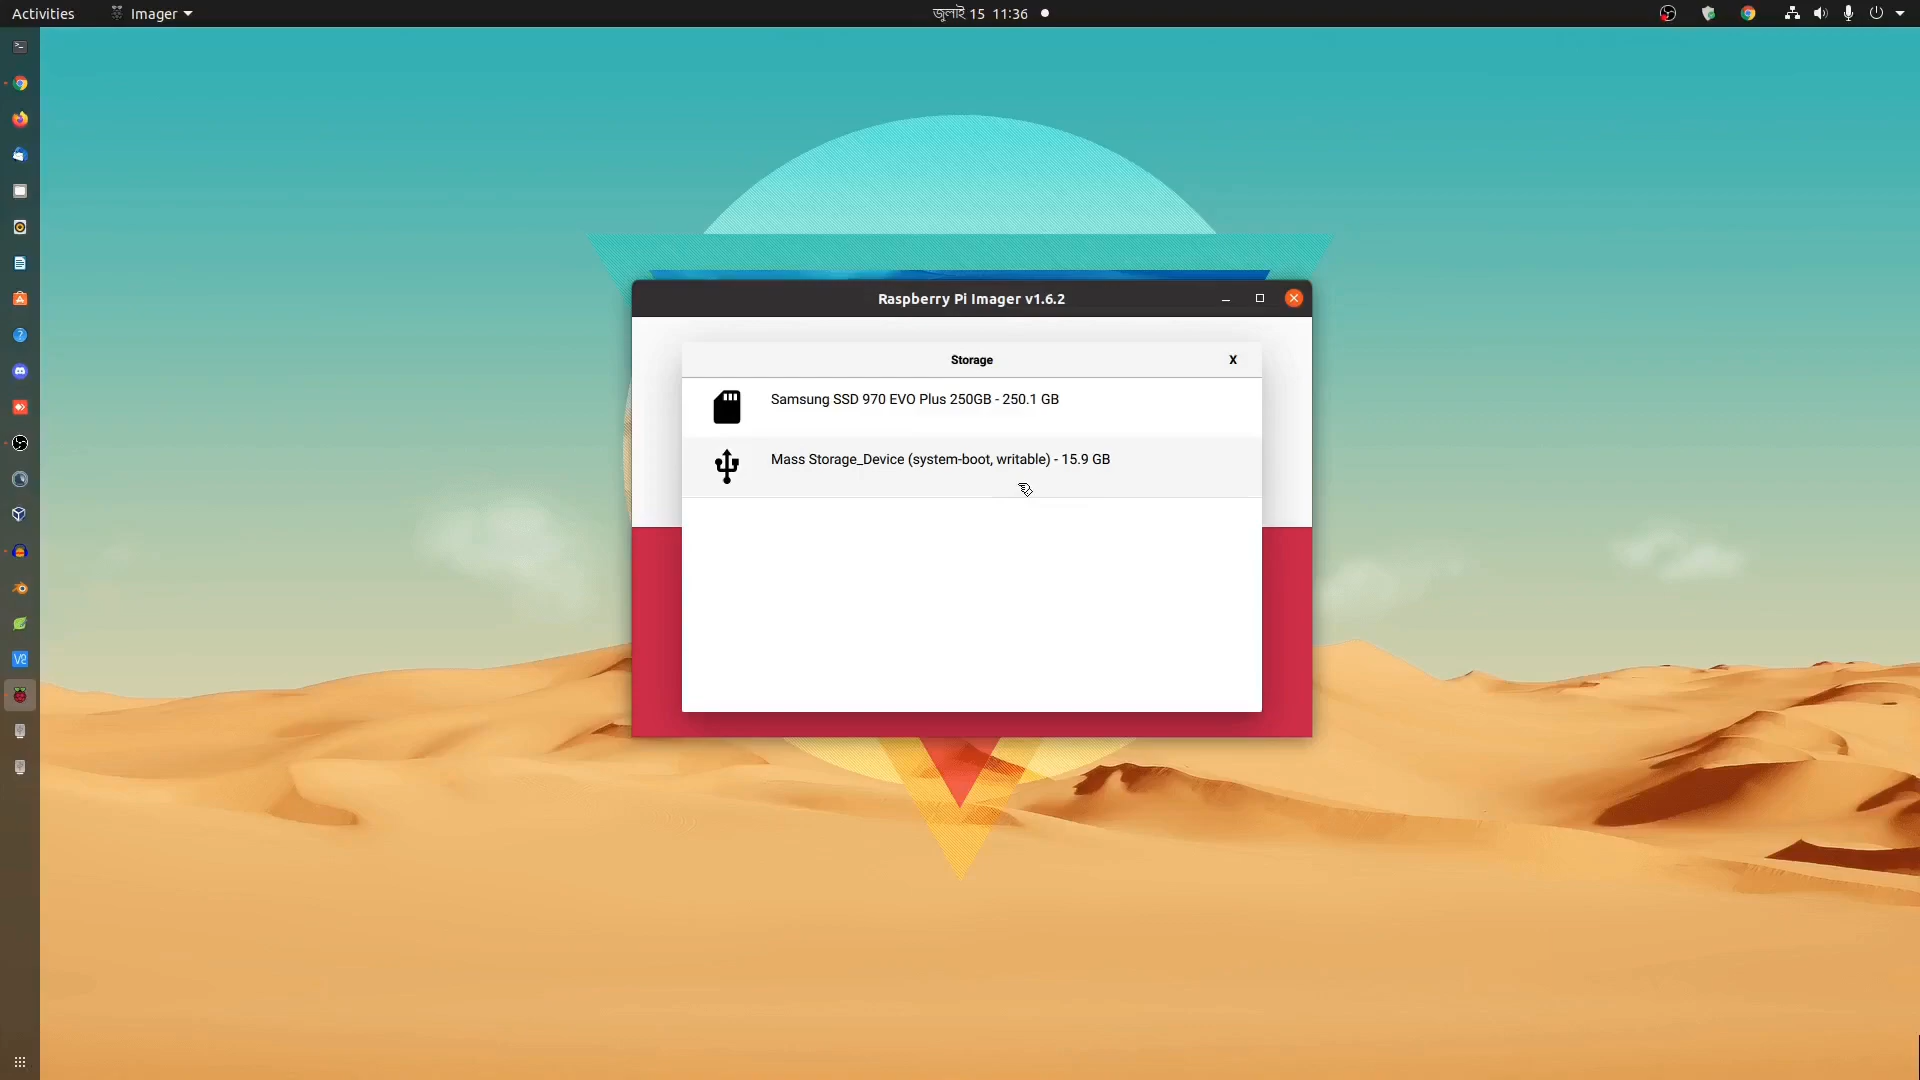 Activities
Imager
জুলাই 15 11:36
Raspberry Pi Imager v1.6.2
Storage
X
Samsung SSD 970 EVO Plus 250GB - 250.1 GB
Mass Storage_Device (system-boot, writable) - 15.9 GB